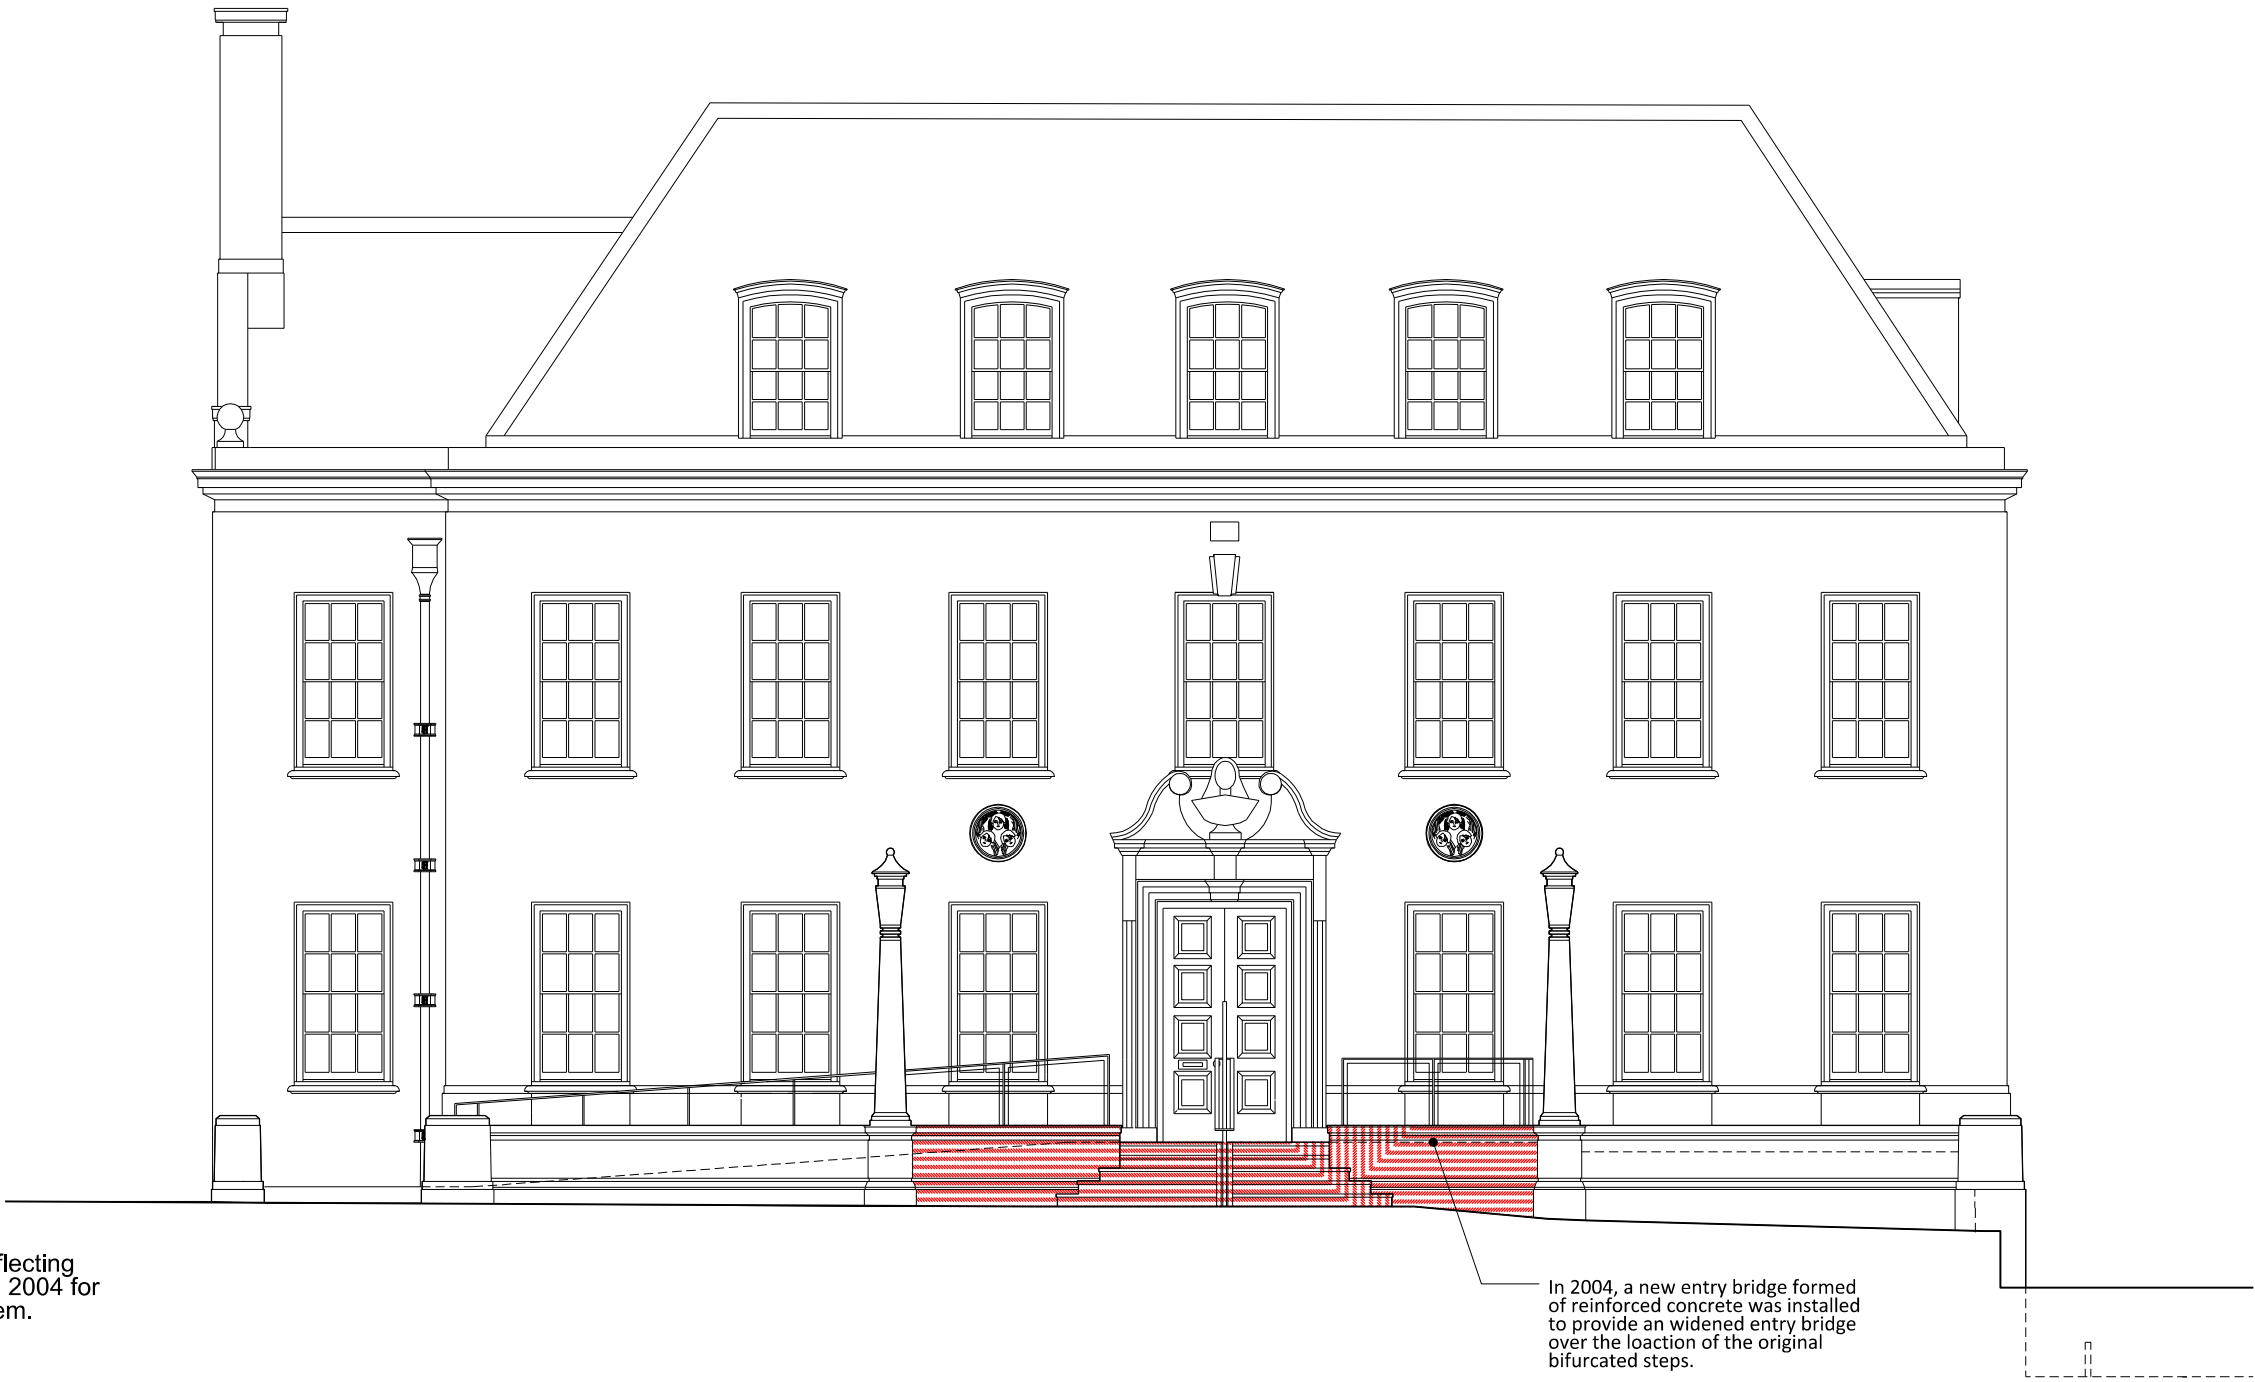 flecting
2004 for
em.
In 2004, a new entry bridge formed
of reinforced concrete was installed
to provide an widened entry bridge
over the loaction of the original
bifurcated steps.